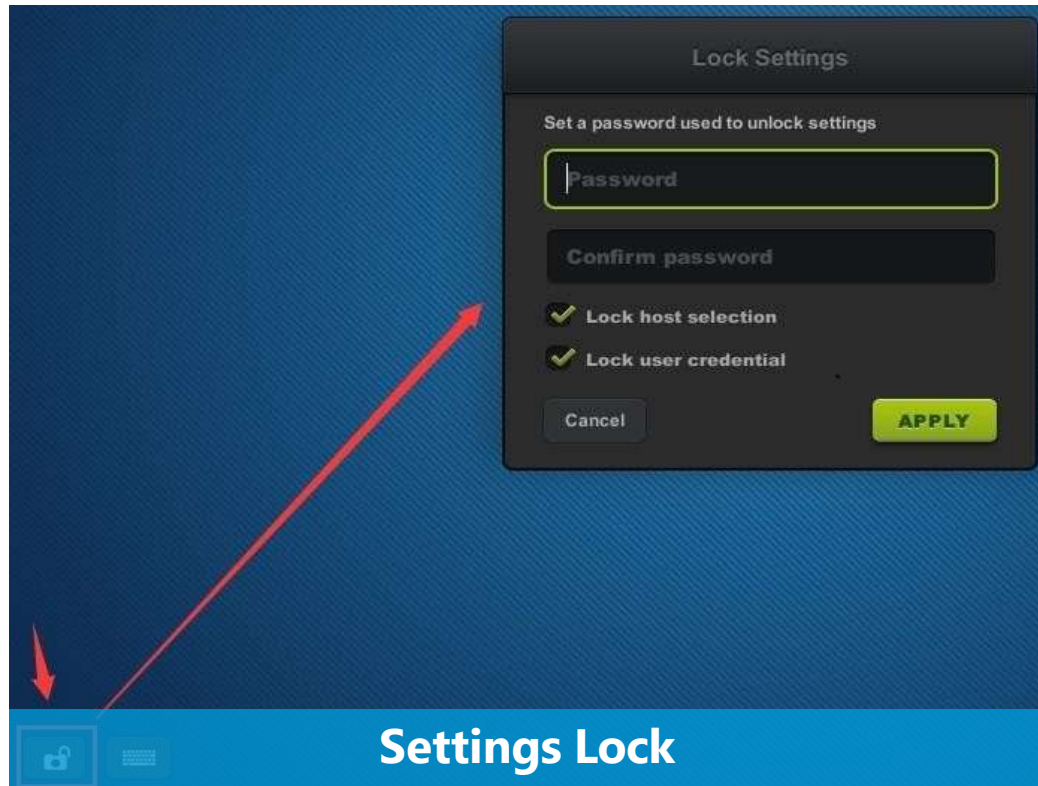 Lock Settings
Set a password used to unlock settings
Password
Confirm password
Lock host selection
Lock user credential
Cancel
APPLY
Settings Lock